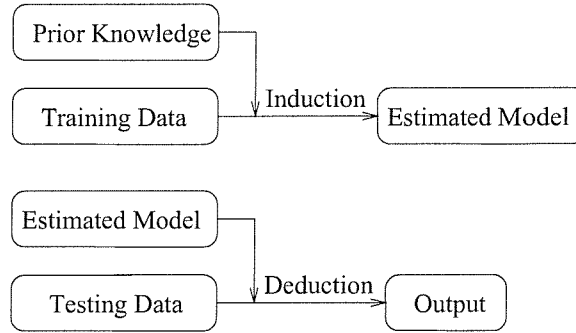 Prior Knowledge
Induction
Training Data
Estimated Model
Estimated Model
Deduction
Testing Data
Output